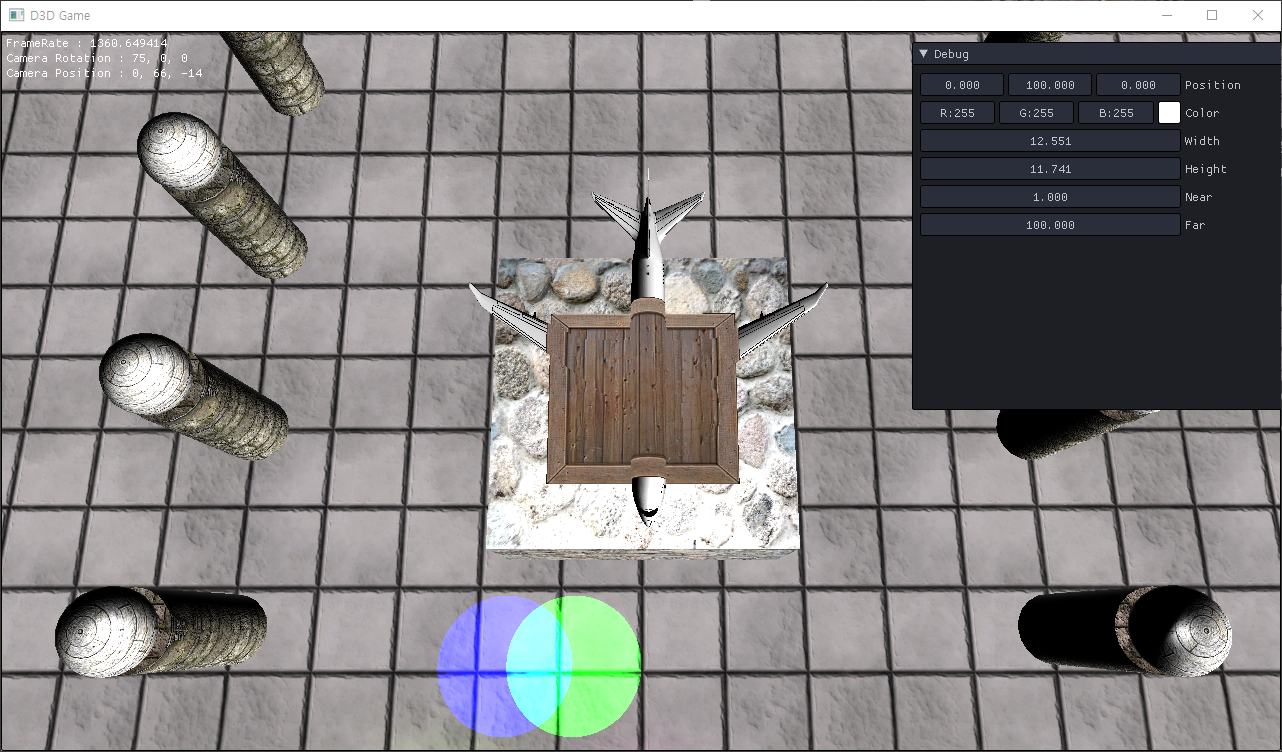 D3D Game
FrameRate : 1360.649414
Camera Rotation : 75, 0, 0
Camera Position : 0, 66, -14
Debug
0.000 100.000 0.000 Position
R:255 G:255 B:255 Color
12.551 Width
11.741 Height
1.000 Near
100.000 Far